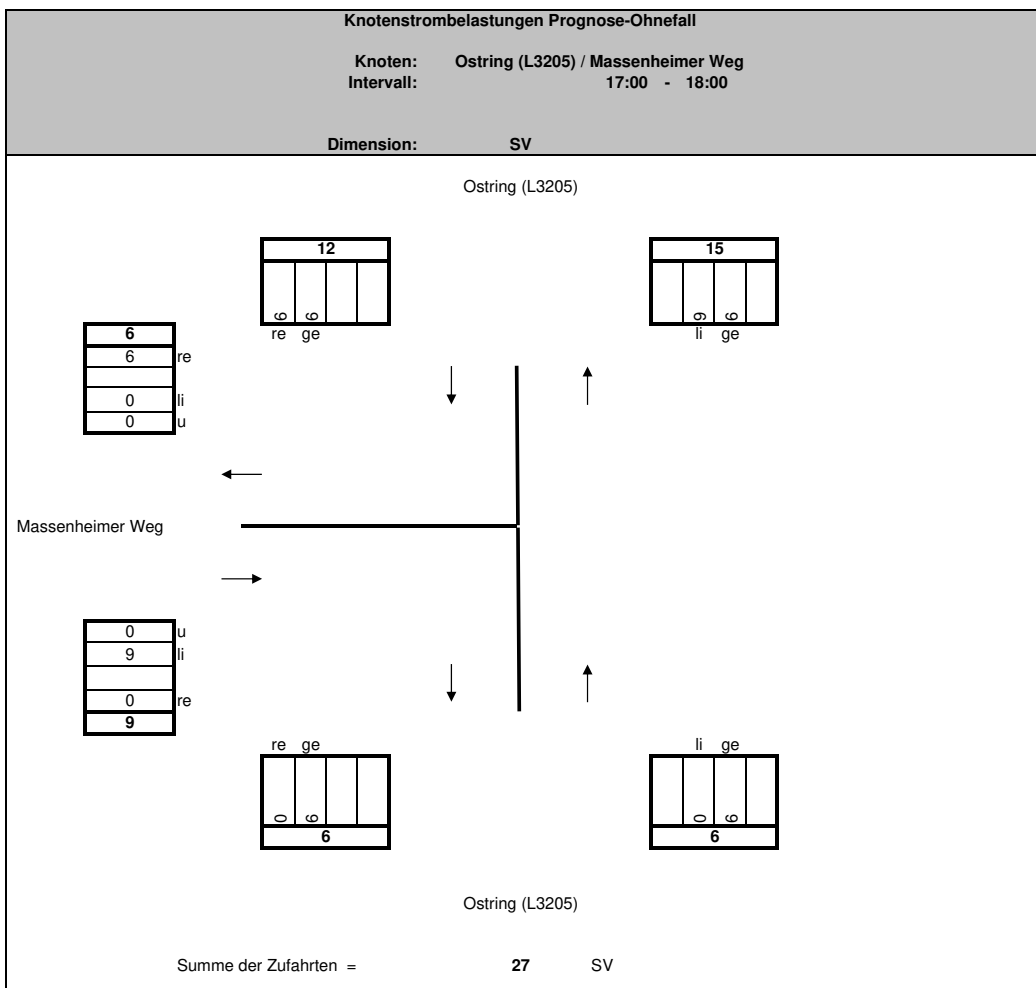 Knotenstrombelastungen Prognose-Ohnefall
Knoten: Ostring (L3205) / Massenheimer Weg
Intervall: 17:00 - 18:00
Dimension: SV
Ostring (L3205)
12 15
6 6 9 6
re ge li ge
6
6 re
0 li
0 u
Massenheimer Weg
0 u
9 li
0 re
9
re ge li ge
0 6 0 6
6 6
Ostring (L3205)
Summe der Zufahrten = 27 SV